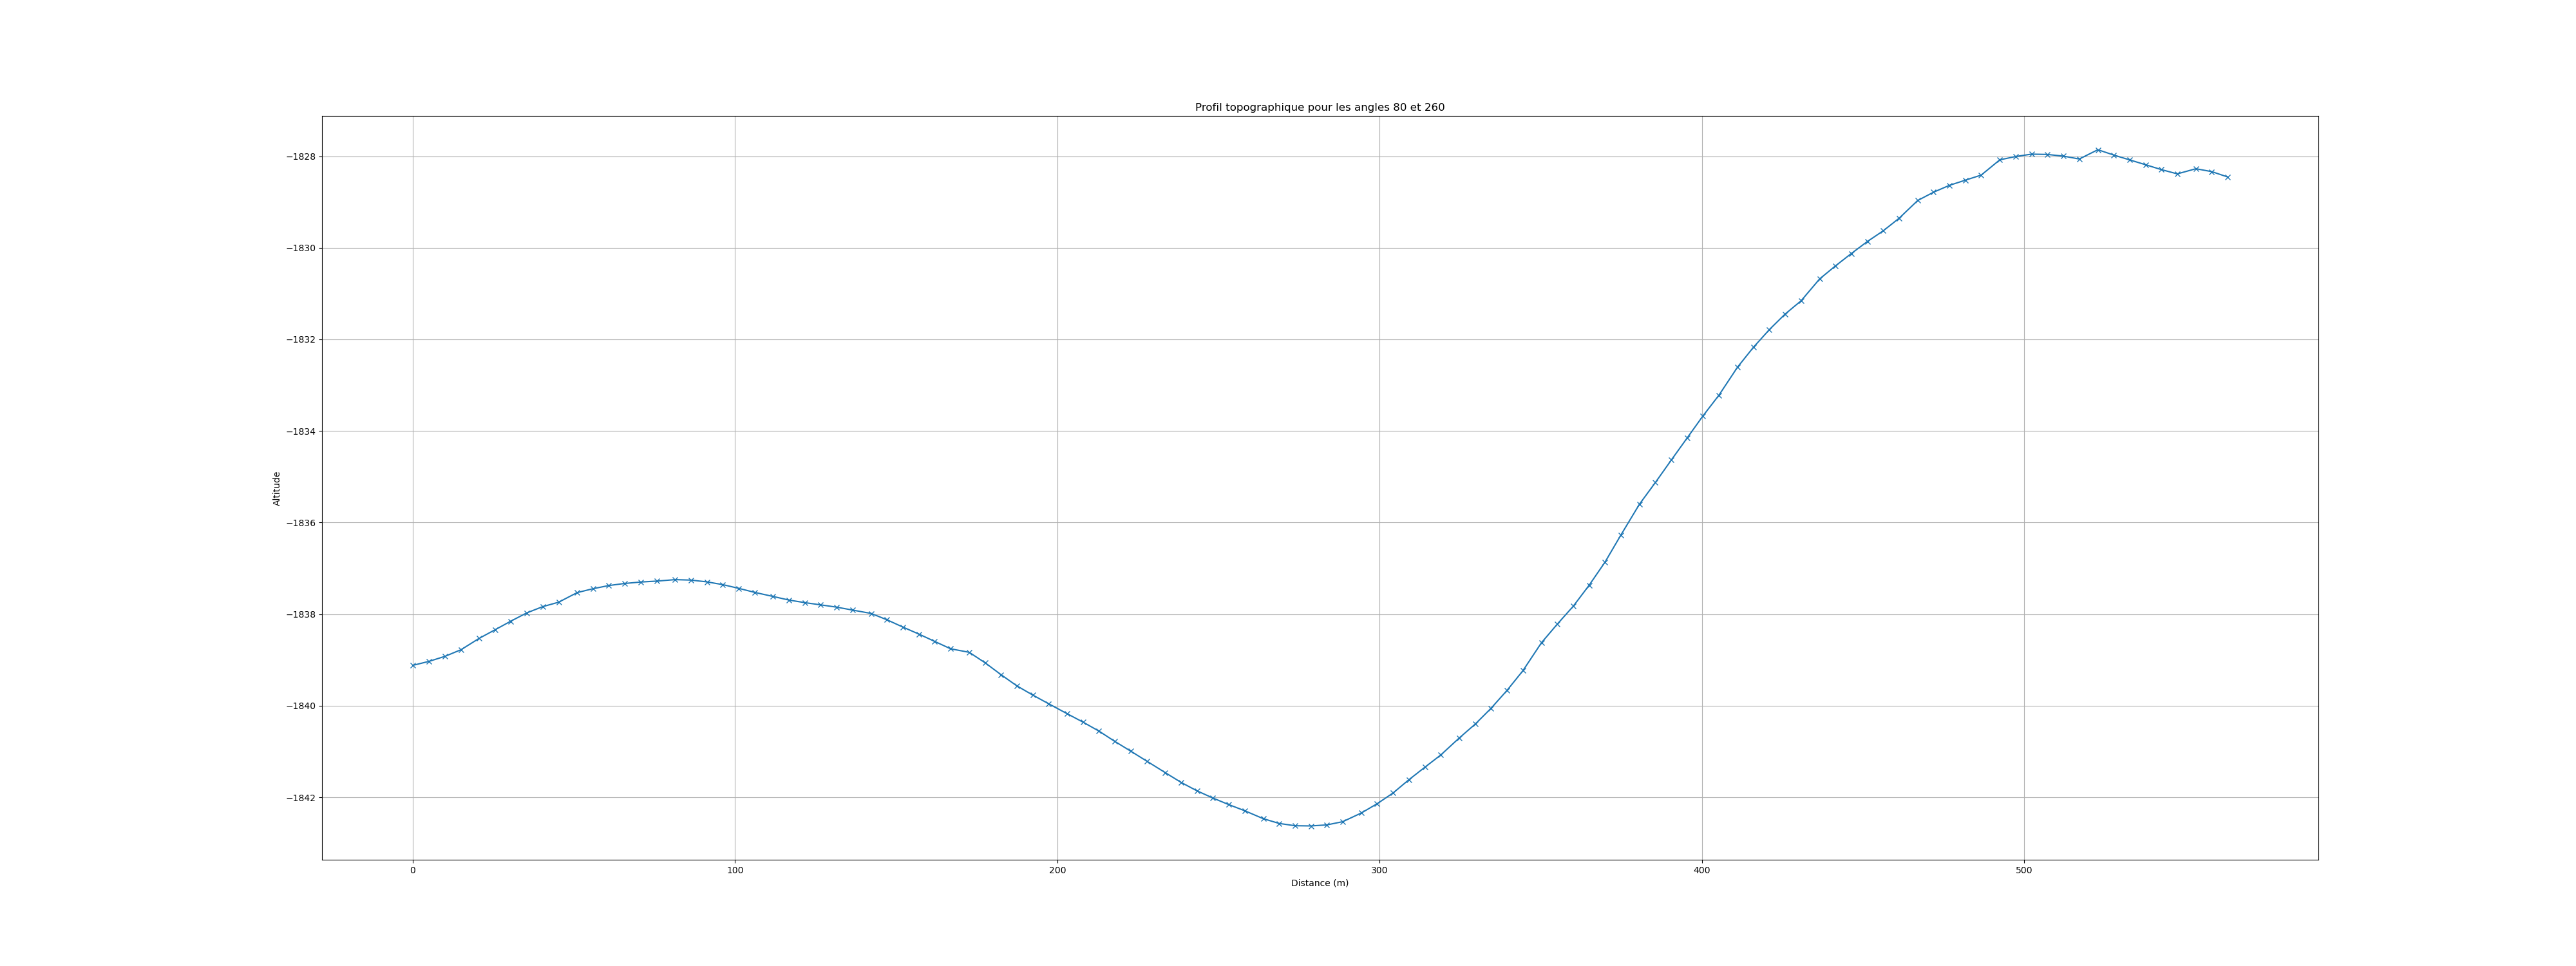 Profil topographique pour les angles 80 et 260
−1828
−1830
−1832
−1834
−1836
−1838
−1840
−1842
Altitude
0 100 200 300 400 500
Distance (m)